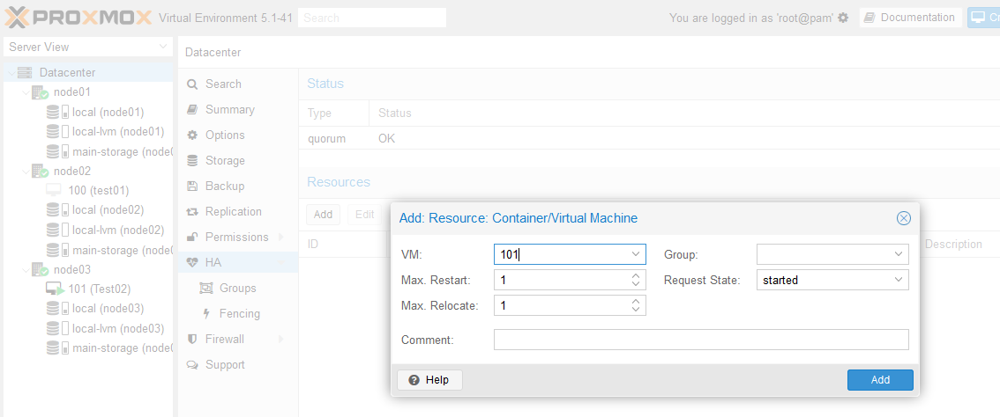 PROXMOX Virtual Environment 5.1-41 Search You are logged in as 'root@pam' Documentation Cr
Server View
Datacenter
node01
local (node01)
local-lvm (node01)
main-storage (node0
node02
100 (test01)
local (node02)
local-lvm (node02)
main-storage (node0
node03
101 (Test02)
local (node03)
local-lvm (node03)
main-storage (node0
Datacenter
Search
Summary
Options
Storage
Backup
Replication
Permissions
HA
Groups
Fencing
Firewall
Support
Status
Type Status
quorum OK
Resources
Add Edit
ID Description
Add: Resource: Container/Virtual Machine
VM: 101 Group:
Max. Restart: 1 Request State: started
Max. Relocate: 1
Comment:
Help Add